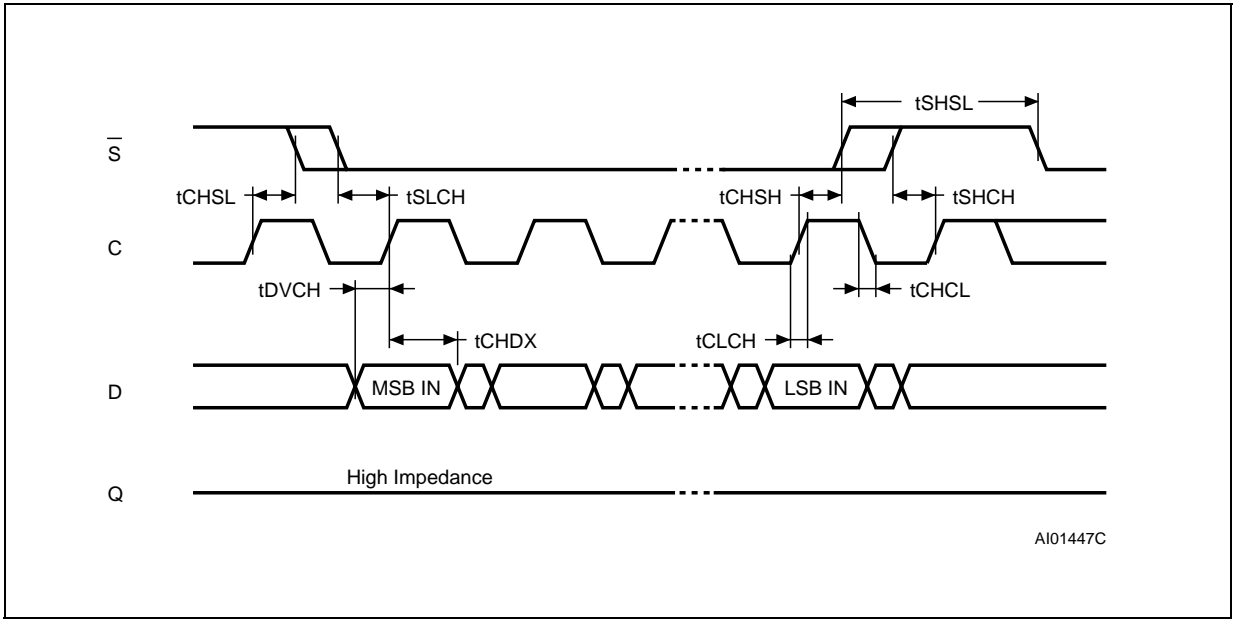 tSHSL
S̅
tCHSL
tSLCH
tCHSH
tSHCH
C
tDVCH
tCHCL
tCHDX
tCLCH
D
MSB IN
LSB IN
High Impedance
Q
AI01447C